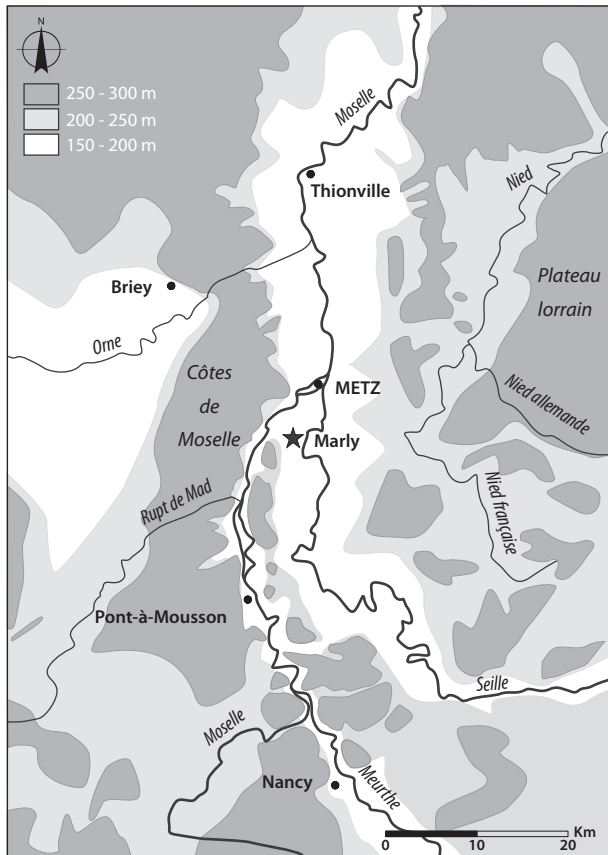 N
250 - 300 m
200 - 250 m
150 - 200 m
Moselle
Thionville
Nied
Briey
Plateau
lorrain
Orne
Côtes
de
Moselle
METZ
Nied allemande
Marly
Rupt de Mad
Nied française
Pont-à-Mousson
Seille
Moselle
Nancy
Meurthe
Km
0 10 20